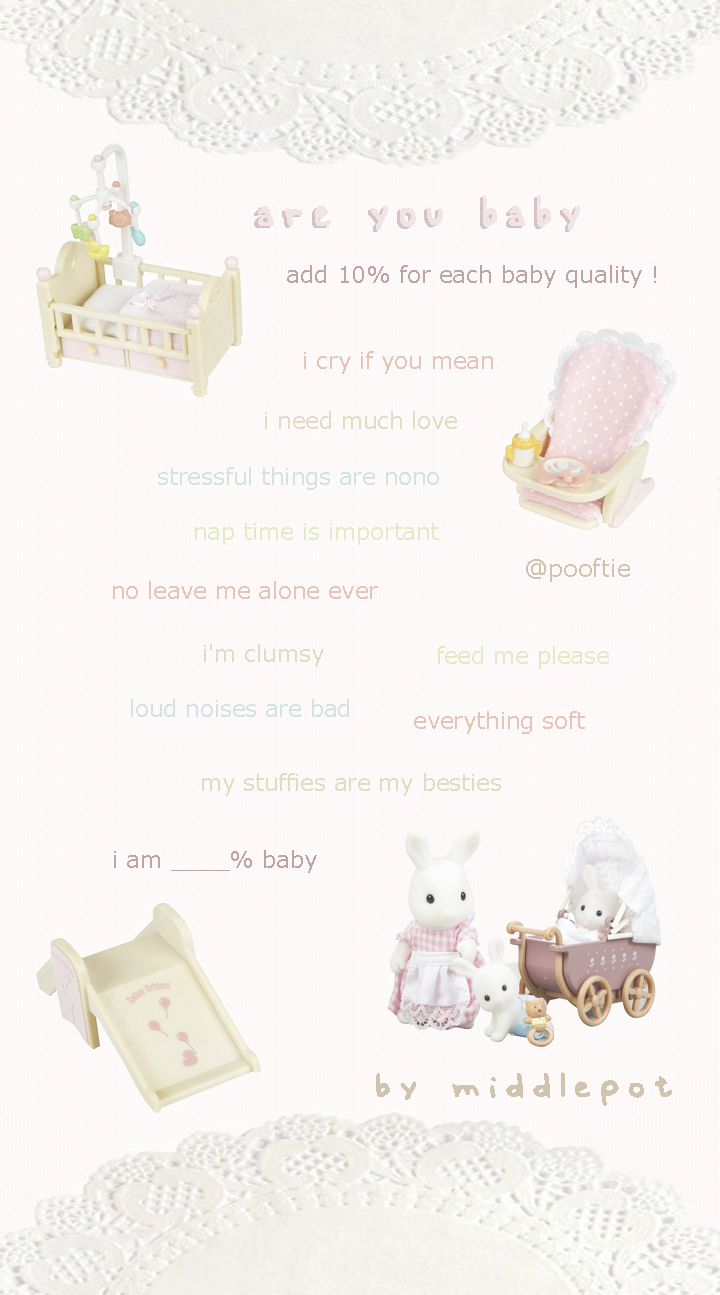 are you baby
add 10% for each baby quality !
i cry if you mean
i need much love
stressful things are nono
nap time is important
@pooftie
no leave me alone ever
i'm clumsy
feed me please
loud noises are bad
everything soft
my stuffies are my besties
i am ____% baby
Calico Critters
by middlepot